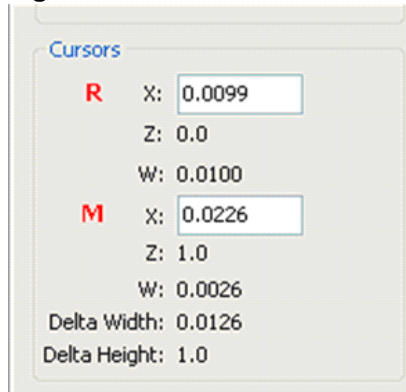 Cursors
R X: 0.0099
Z: 0.0
W: 0.0100
M X: 0.0226
Z: 1.0
W: 0.0026
Delta Width: 0.0126
Delta Height: 1.0